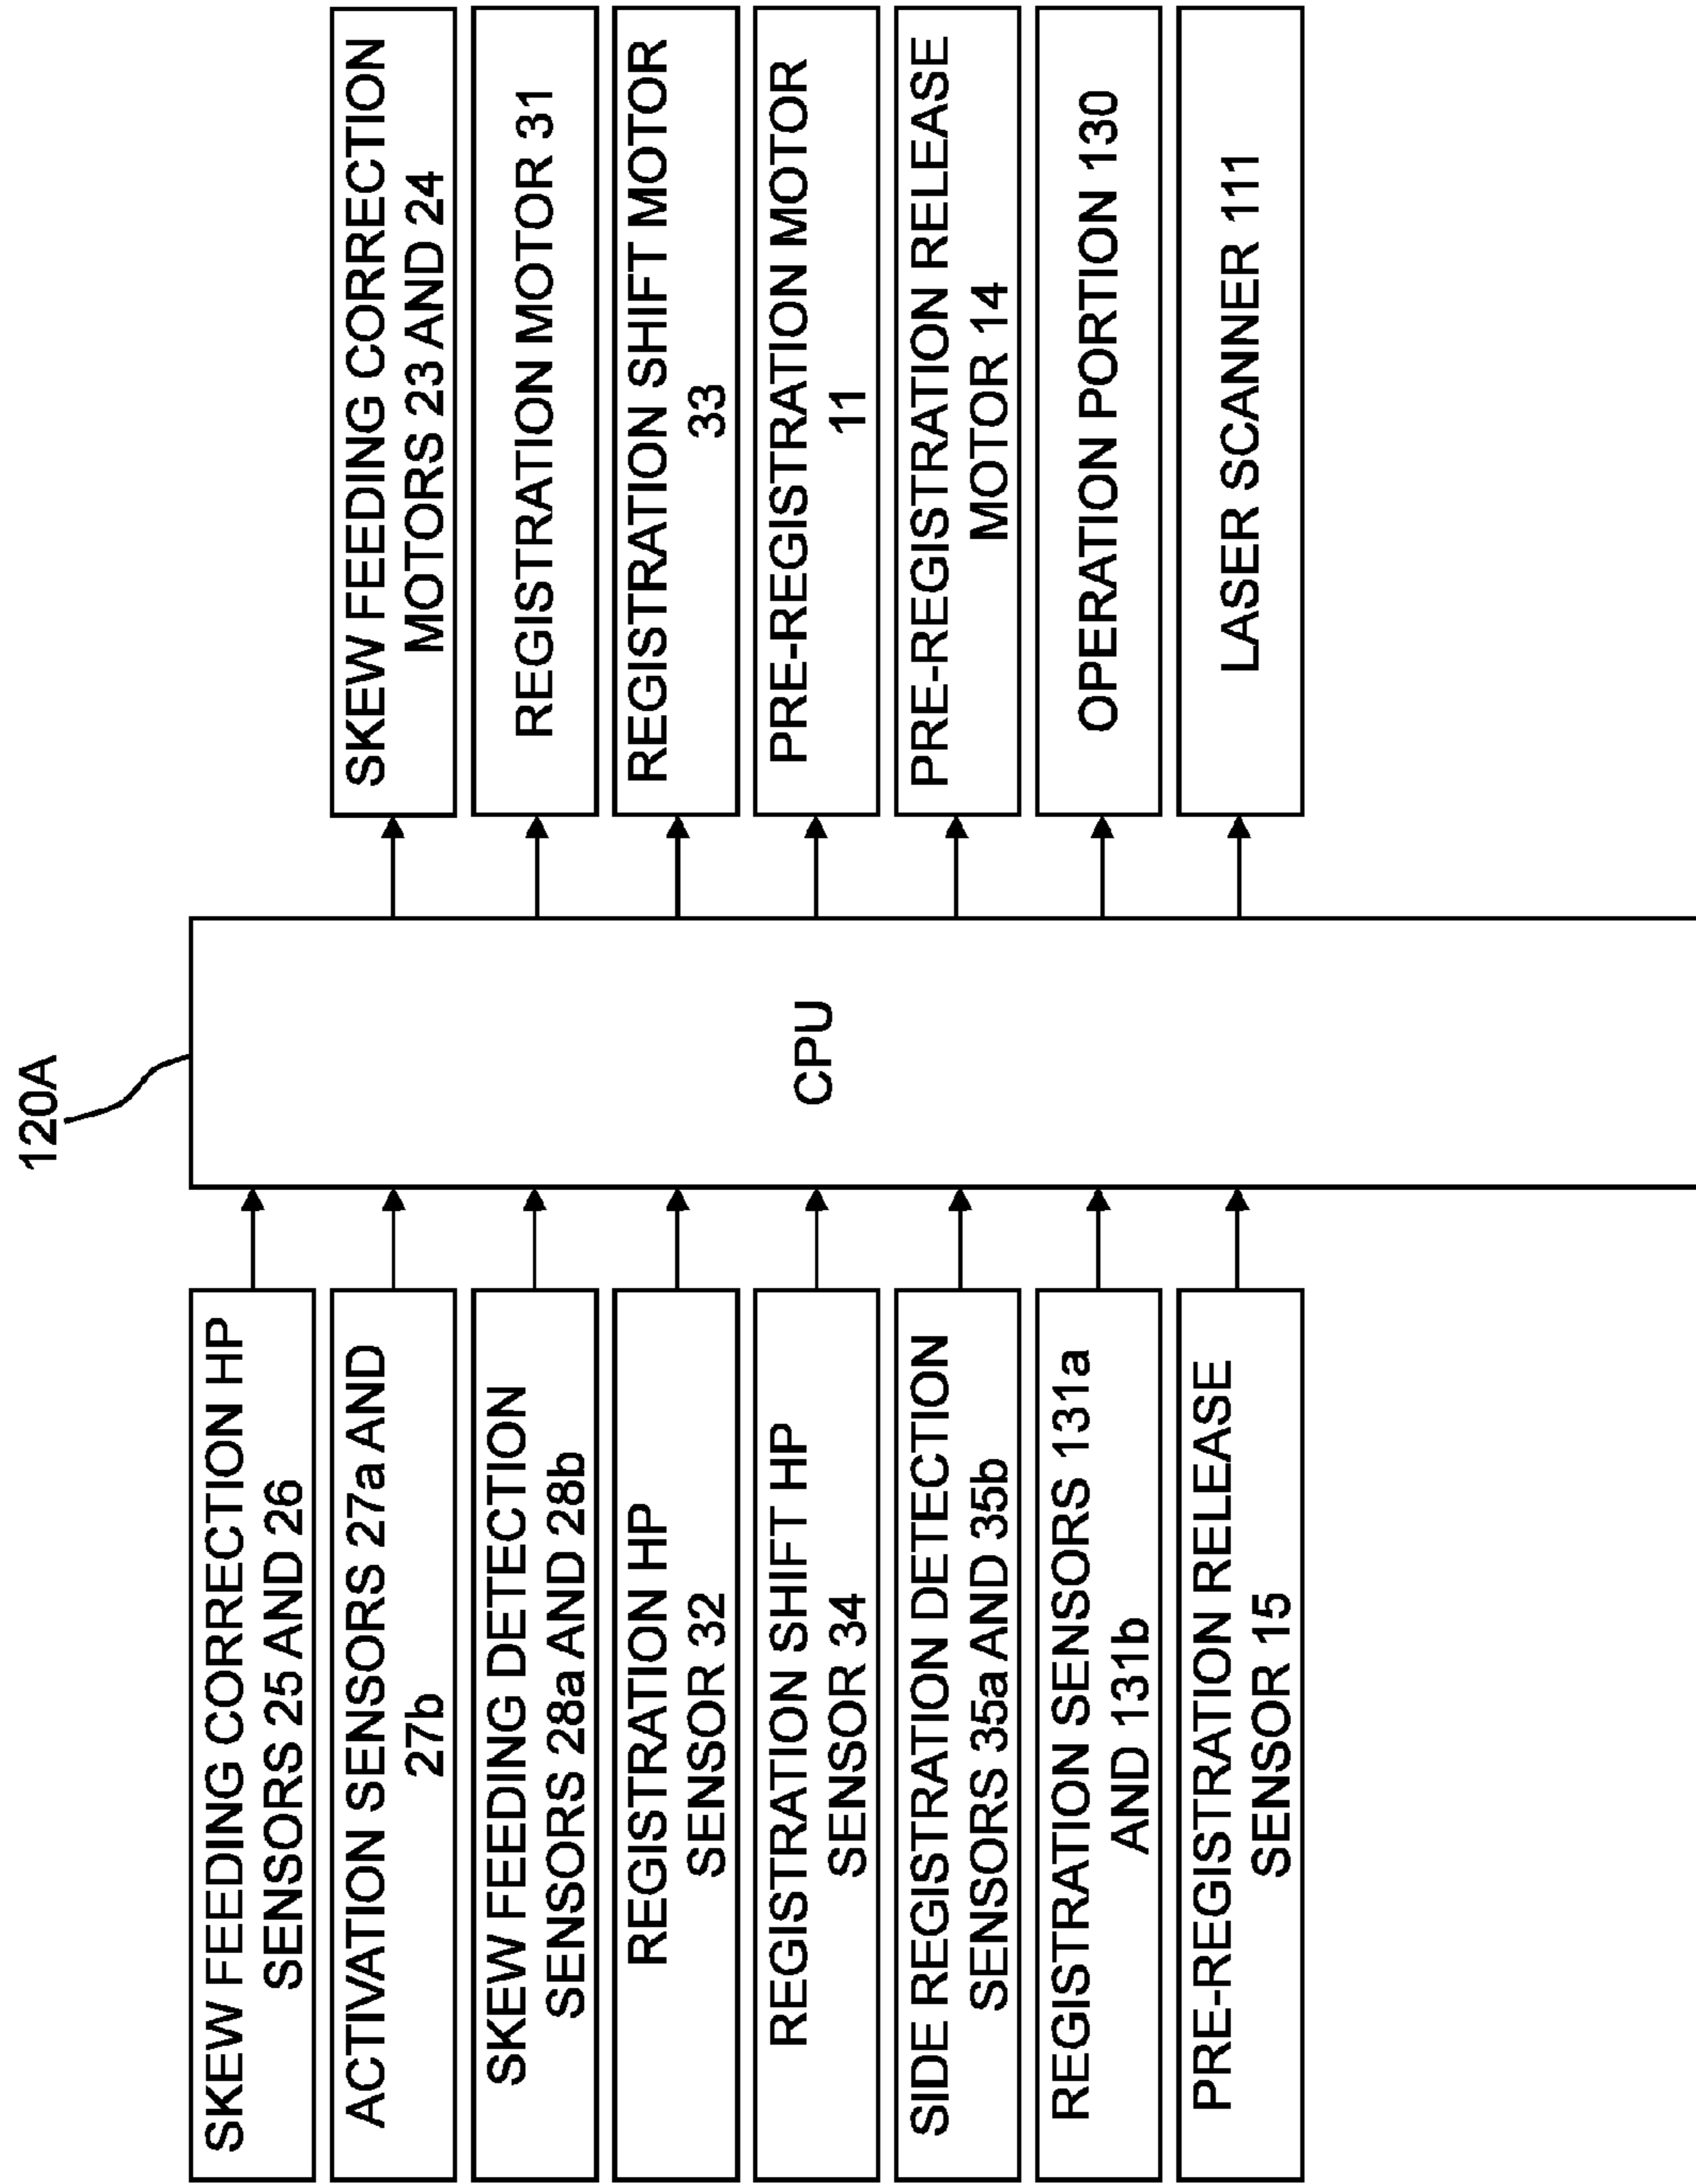 120A
SKEW FEEDING CORRECTION HP
SENSORS 25 AND 26
ACTIVATION SENSORS 27a AND
27b
SKEW FEEDING DETECTION
SENSORS 28a AND 28b
REGISTRATION HP
SENSOR 32
REGISTRATION SHIFT HP
SENSOR 34
SIDE REGISTRATION DETECTION
SENSORS 35a AND 35b
REGISTRATION SENSORS 131a
AND 131b
PRE-REGISTRATION RELEASE
SENSOR 15
CPU
SKEW FEEDING CORRECTION
MOTORS 23 AND 24
REGISTRATION MOTOR 31
REGISTRATION SHIFT MOTOR
33
PRE-REGISTRATION MOTOR
11
PRE-REGISTRATION RELEASE
MOTOR 14
OPERATION PORTION 130
LASER SCANNER 111